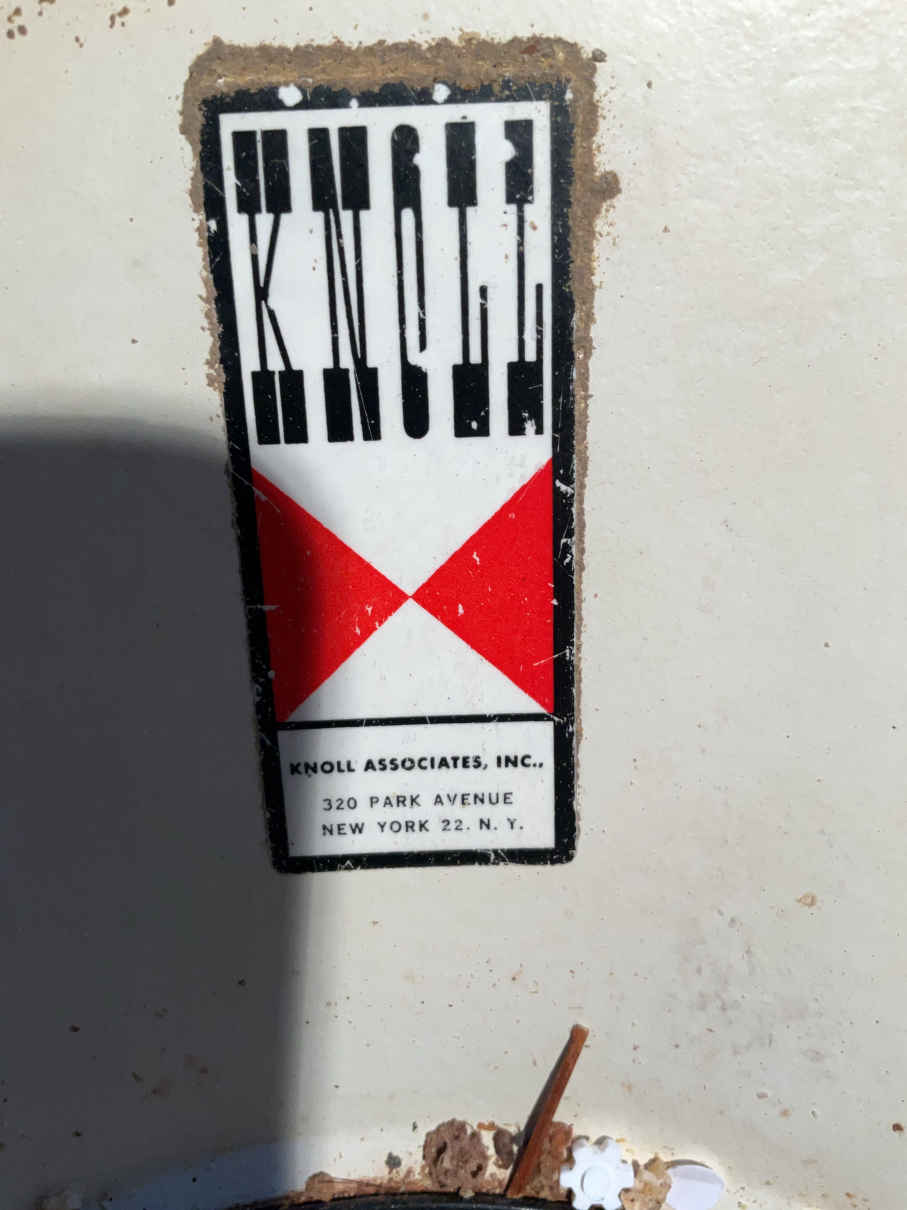 KNOLL
KNOLL ASSOCIATES, INC.,
320 PARK AVENUE
NEW YORK 22. N. Y.